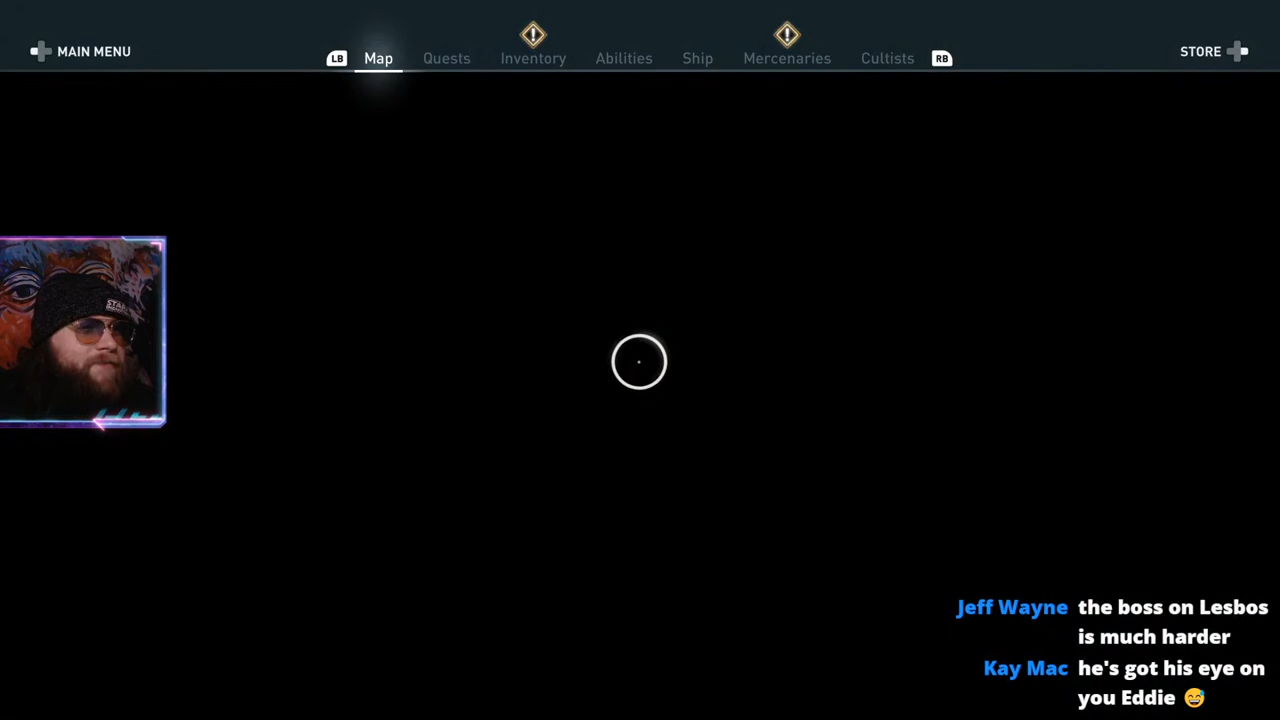 MAIN MENU
LB Map Quests Inventory Abilities Ship Mercenaries Cultists RB
STORE
Jeff Wayne the boss on Lesbos
is much harder
Kay Mac he's got his eye on
you Eddie 😅